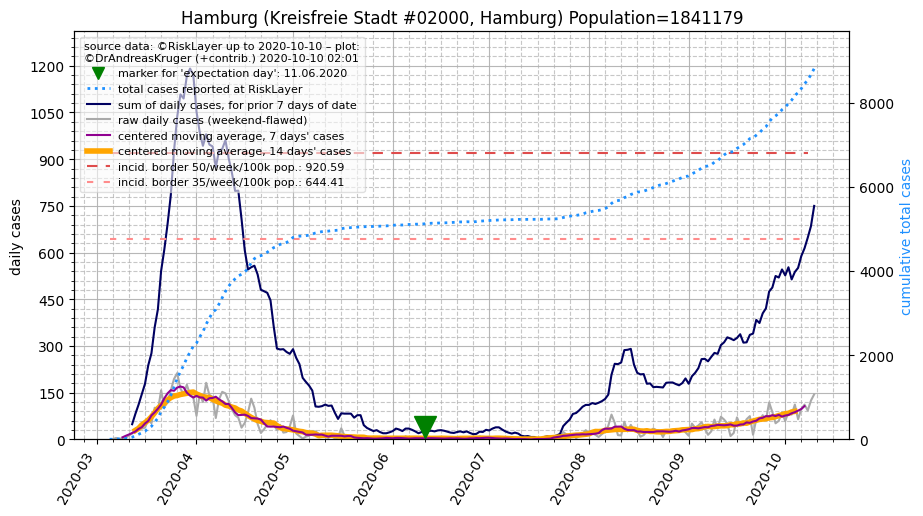 Hamburg (Kreisfreie Stadt #02000, Hamburg) Population=1841179
source data: ©RiskLayer up to 2020-10-10 – plot:
©DrAndreasKruger (+contrib.) 2020-10-10 02:01
marker for 'expectation day': 11.06.2020
total cases reported at RiskLayer
sum of daily cases, for prior 7 days of date
raw daily cases (weekend-flawed)
centered moving average, 7 days' cases
centered moving average, 14 days' cases
incid. border 50/week/100k pop.: 920.59
incid. border 35/week/100k pop.: 644.41
daily cases
1200
1050
900
750
600
450
300
150
0
cumulative total cases
8000
6000
4000
2000
0
2020-03
2020-04
2020-05
2020-06
2020-07
2020-08
2020-09
2020-10